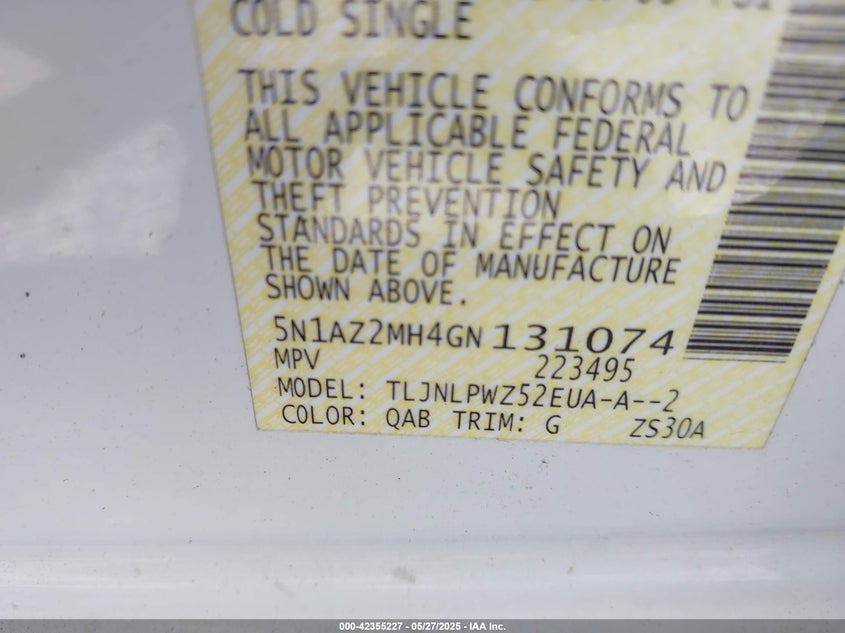 COLD SINGLE
THIS VEHICLE CONFORMS TO
ALL APPLICABLE FEDERAL
MOTOR VEHICLE SAFETY AND
THEFT PREVENTION
STANDARDS IN EFFECT ON
THE DATE OF MANUFACTURE
SHOWN ABOVE.
5N1AZ2MH4GN 131074
MPV 223495
MODEL: TLJNLPWZ52EUA-A--2
COLOR: QAB TRIM: G ZS30A
000-42355227 - 05/27/2025 - IAA Inc.